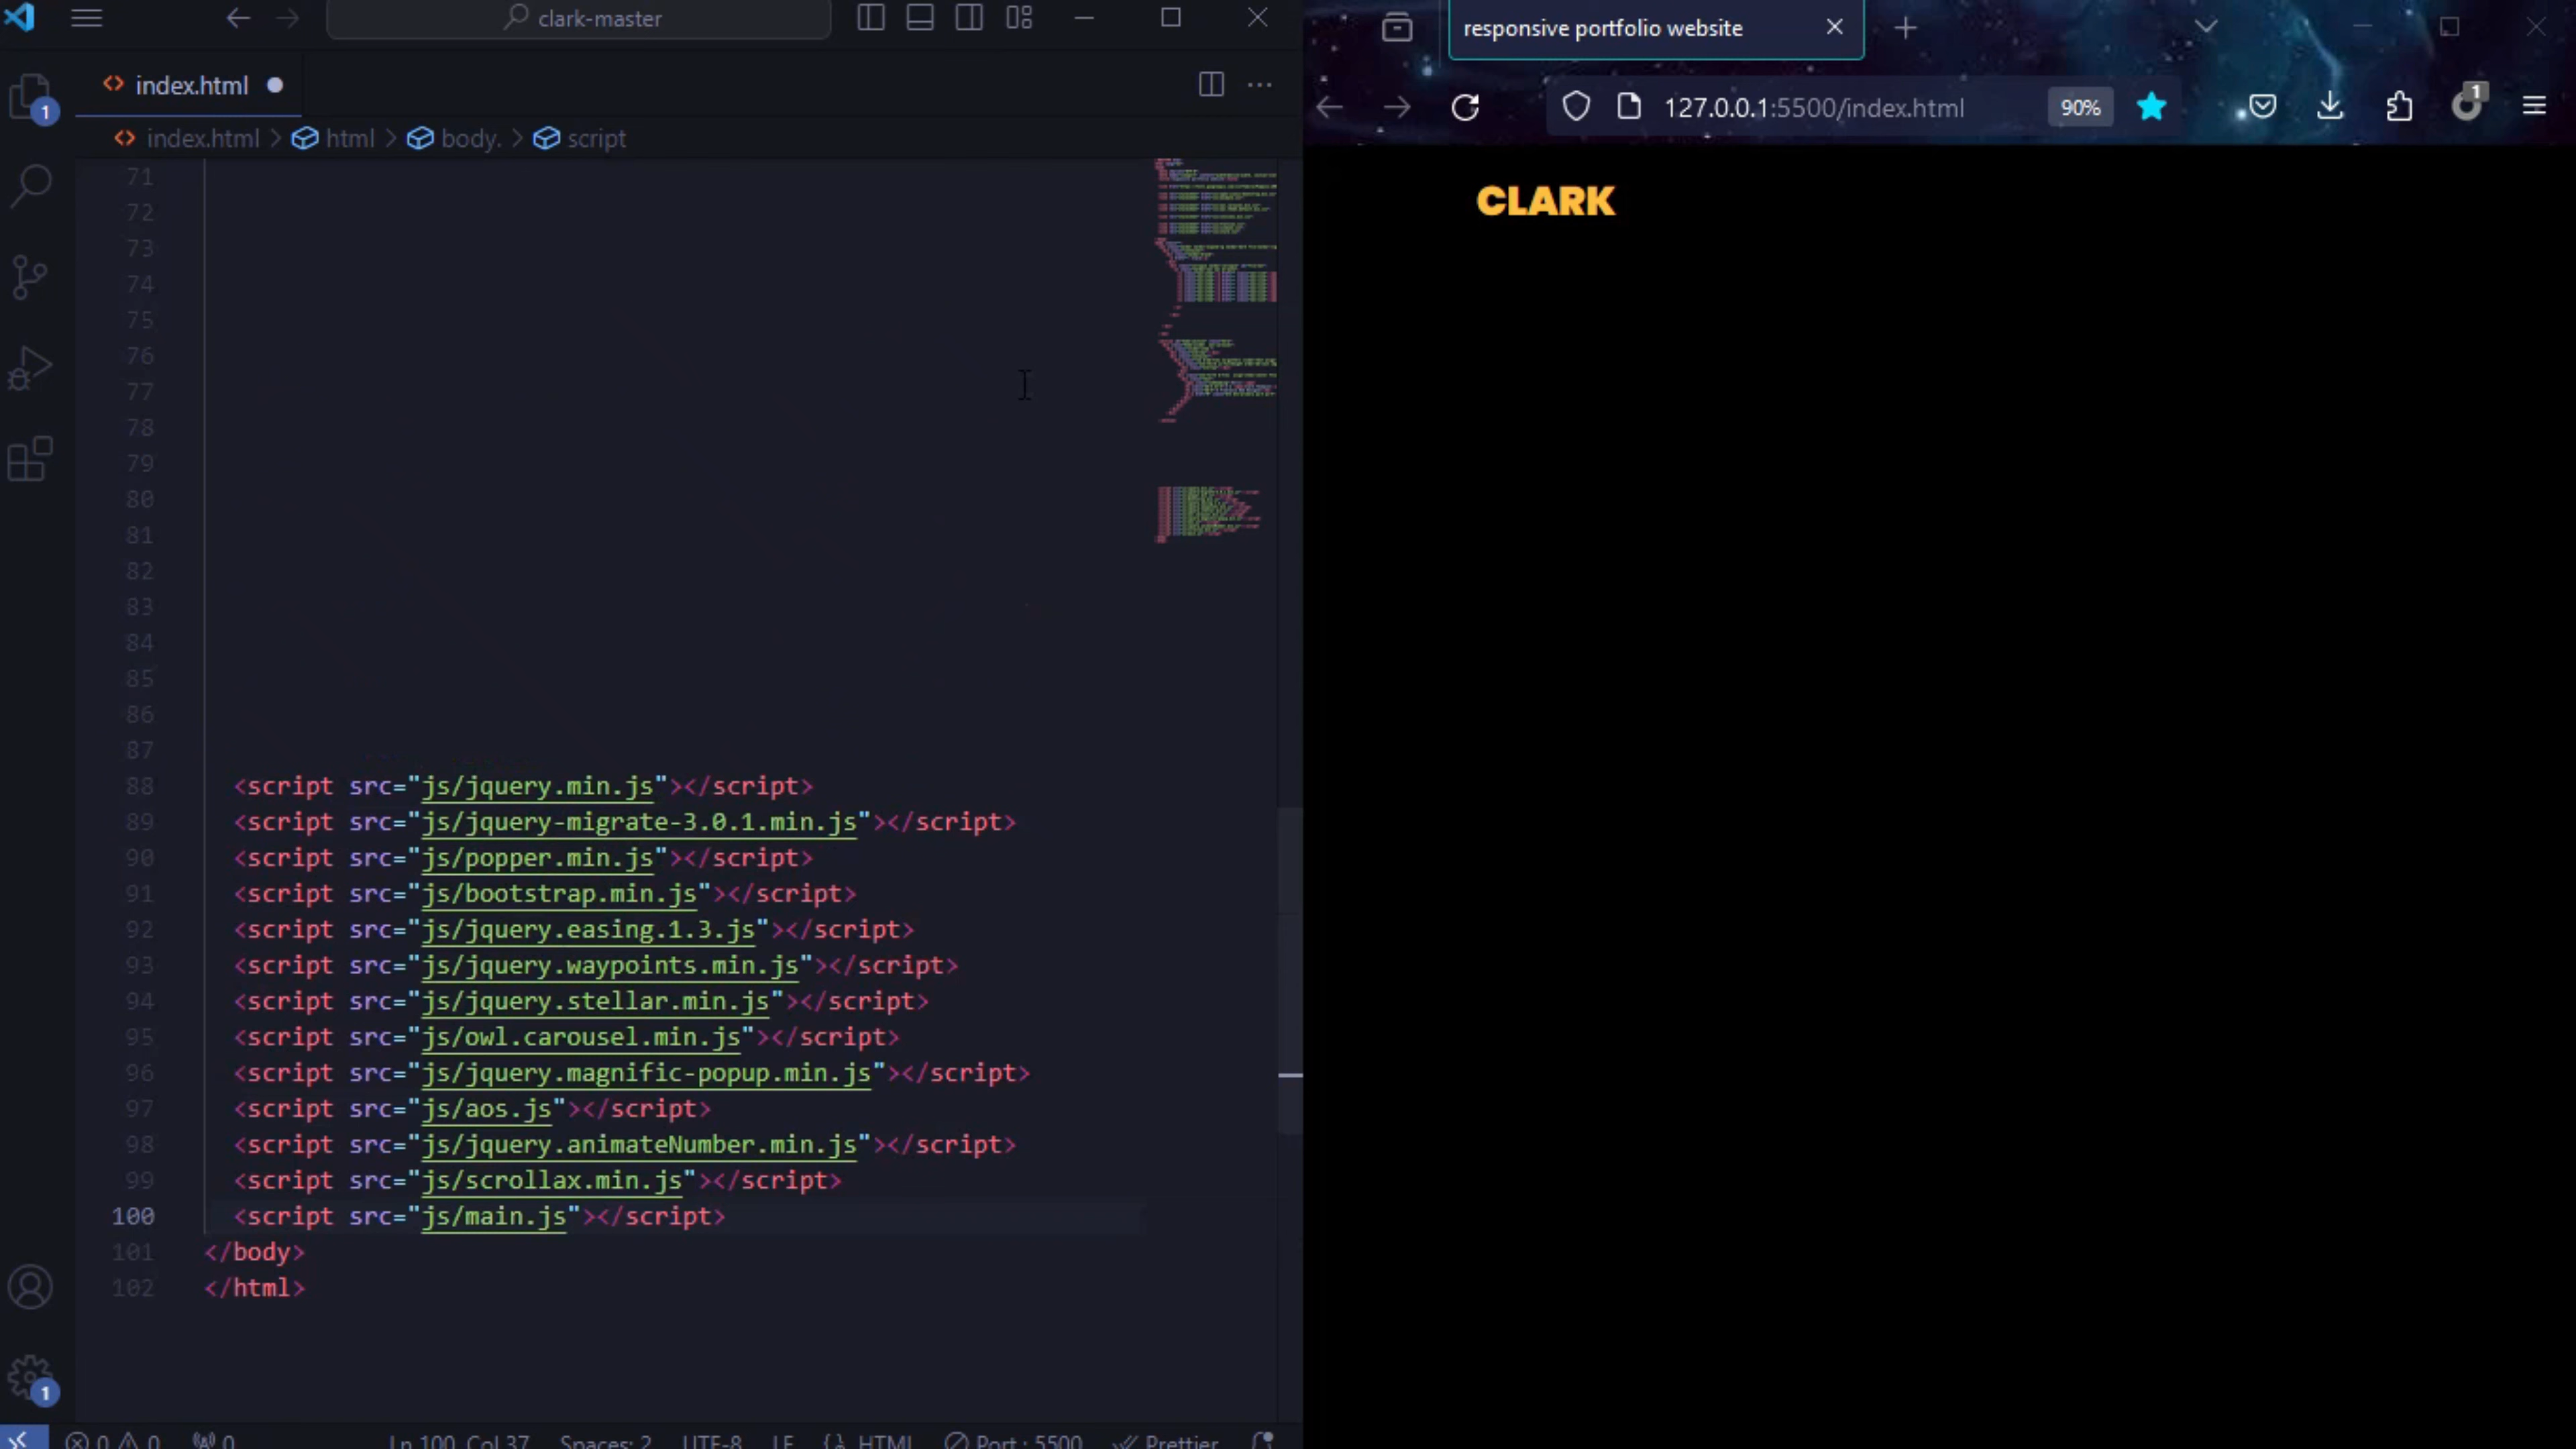 clark-master
index.html
index.html > html > body. > script
71
72
73
74
75
76
77
78
79
80
81
82
83
84
85
86
87
88 <script src="js/jquery.min.js"></script>
89 <script src="js/jquery-migrate-3.0.1.min.js"></script>
90 <script src="js/popper.min.js"></script>
91 <script src="js/bootstrap.min.js"></script>
92 <script src="js/jquery.easing.1.3.js"></script>
93 <script src="js/jquery.waypoints.min.js"></script>
94 <script src="js/jquery.stellar.min.js"></script>
95 <script src="js/owl.carousel.min.js"></script>
96 <script src="js/jquery.magnific-popup.min.js"></script>
97 <script src="js/aos.js"></script>
98 <script src="js/jquery.animateNumber.min.js"></script>
99 <script src="js/scrollax.min.js"></script>
100 <script src="js/main.js"></script>
101 </body>
102 </html>
1
1
0 0 0 Ln 100, Col 37 Spaces: 2 UTF-8 LF {} HTML Port : 5500 Prettier
responsive portfolio website
127.0.0.1:5500/index.html 90% 1
CLARK